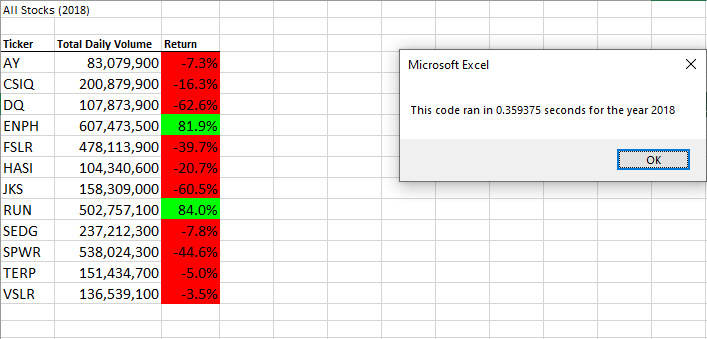 All Stocks (2018)
Ticker Total Daily Volume Return
AY 83,079,900 -7.3%
CSIQ 200,879,900 -16.3%
DQ 107,873,900 -62.6%
ENPH 607,473,500 81.9%
FSLR 478,113,900 -39.7%
HASI 104,340,600 -20.7%
JKS 158,309,000 -60.5%
RUN 502,757,100 84.0%
SEDG 237,212,300 -7.8%
SPWR 538,024,300 -44.6%
TERP 151,434,700 -5.0%
VSLR 136,539,100 -3.5%
Microsoft Excel
This code ran in 0.359375 seconds for the year 2018
OK